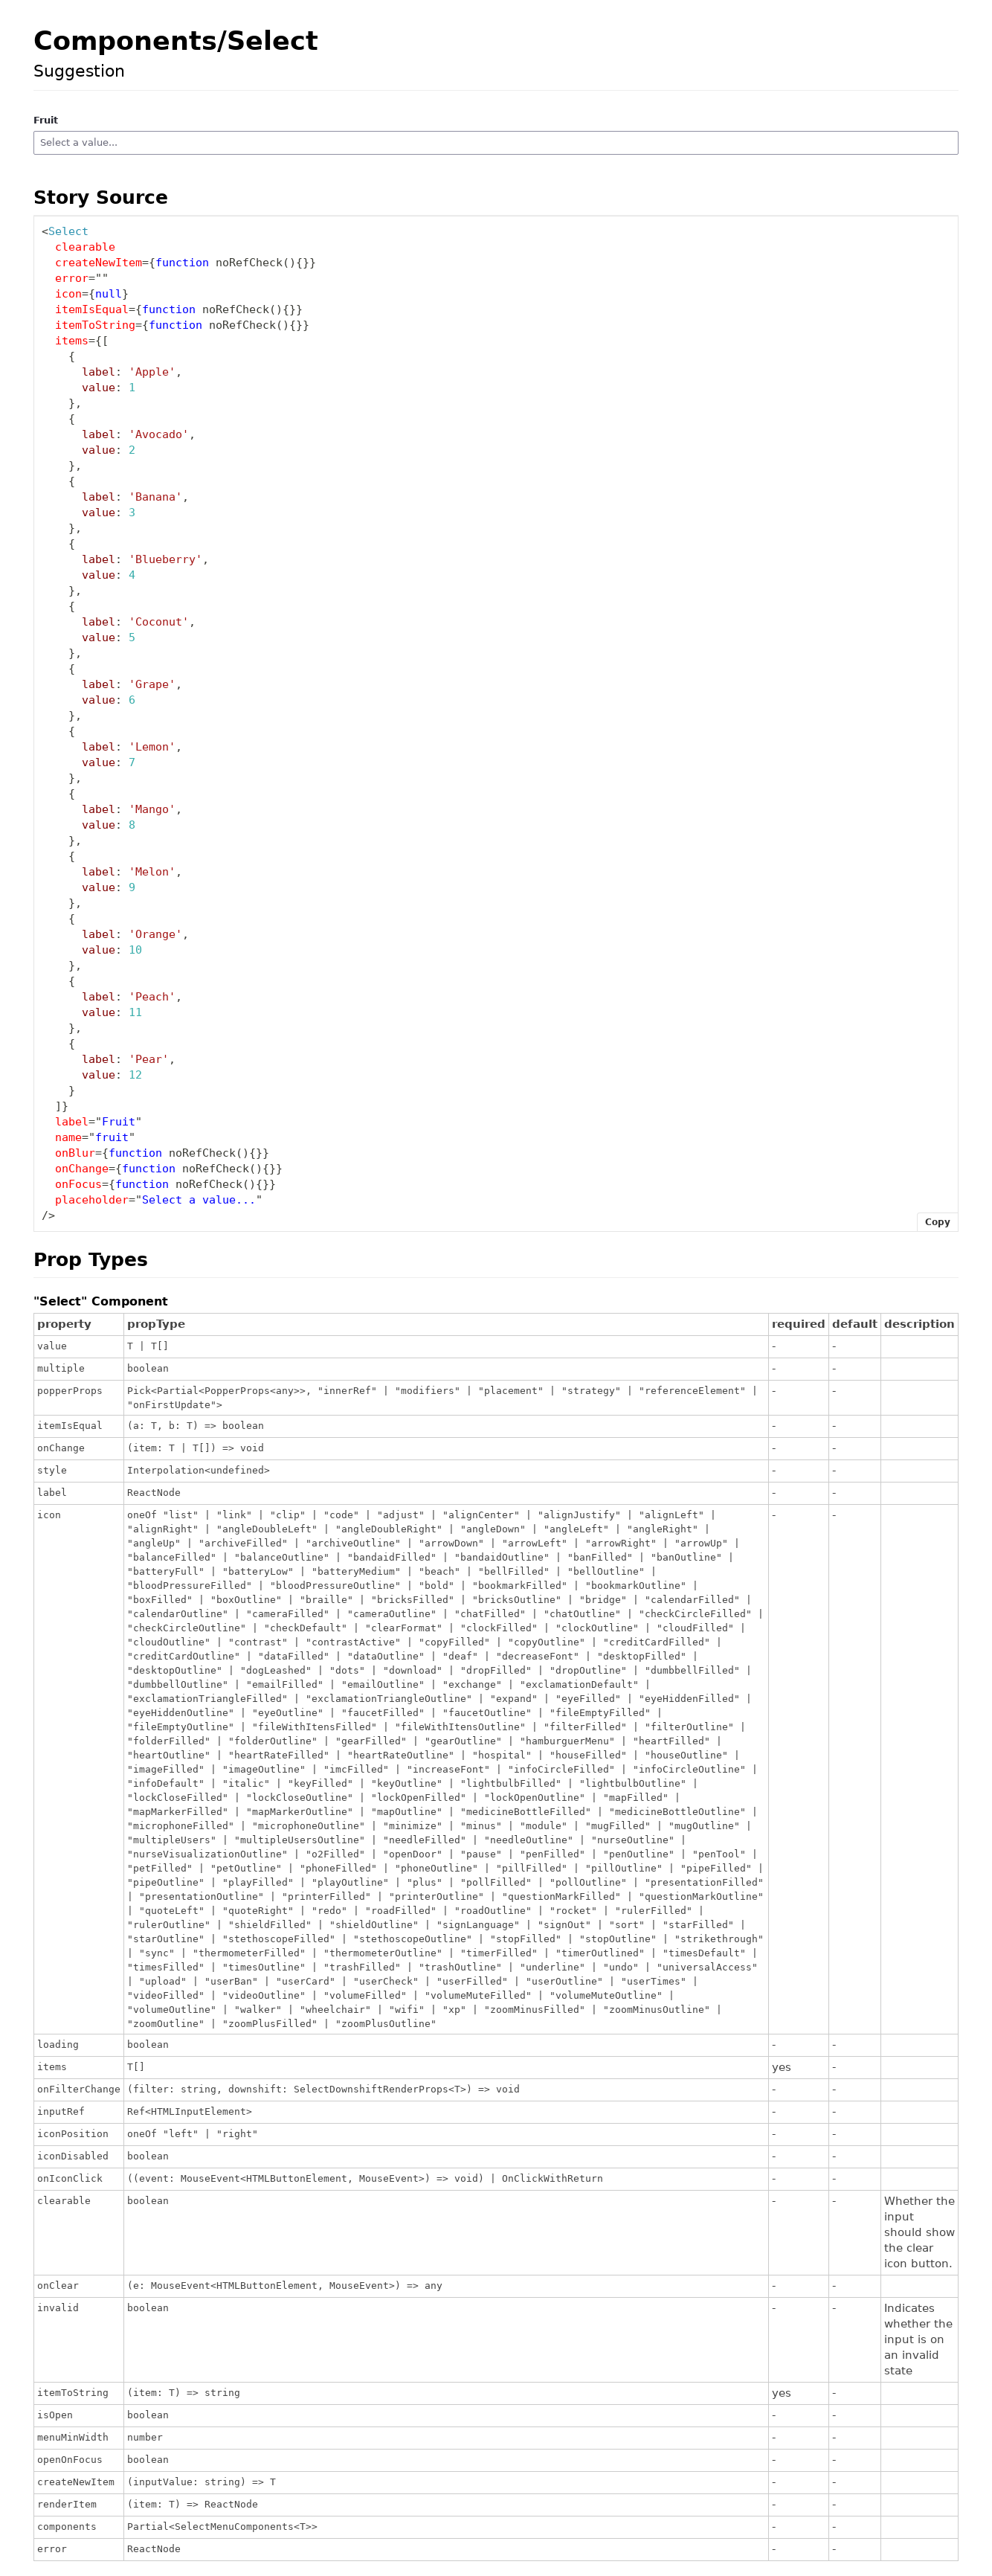 Components/Select
Suggestion
Fruit
Select a value...
Story Source
<Select
  clearable
  createNewItem={function noRefCheck(){}}
  error=""
  icon={null}
  itemIsEqual={function noRefCheck(){}}
  itemToString={function noRefCheck(){}}
  items={[
    {
      label: 'Apple',
      value: 1
    },
    {
      label: 'Avocado',
      value: 2
    },
    {
      label: 'Banana',
      value: 3
    },
    {
      label: 'Blueberry',
      value: 4
    },
    {
      label: 'Coconut',
      value: 5
    },
    {
      label: 'Grape',
      value: 6
    },
    {
      label: 'Lemon',
      value: 7
    },
    {
      label: 'Mango',
      value: 8
    },
    {
      label: 'Melon',
      value: 9
    },
    {
      label: 'Orange',
      value: 10
    },
    {
      label: 'Peach',
      value: 11
    },
    {
      label: 'Pear',
      value: 12
    }
  ]}
  label="Fruit"
  name="fruit"
  onBlur={function noRefCheck(){}}
  onChange={function noRefCheck(){}}
  onFocus={function noRefCheck(){}}
  placeholder="Select a value..."
/>
Copy
Prop Types
"Select" Component
property propType required default description
value T | T[] - -
multiple boolean - -
popperProps Pick<Partial<PopperProps<any>>, "innerRef" | "modifiers" | "placement" | "strategy" | "referenceElement" | - -
"onFirstUpdate">
itemIsEqual (a: T, b: T) => boolean - -
onChange (item: T | T[]) => void - -
style Interpolation<undefined> - -
label ReactNode - -
icon oneOf "list" | "link" | "clip" | "code" | "adjust" | "alignCenter" | "alignJustify" | "alignLeft" | - -
"alignRight" | "angleDoubleLeft" | "angleDoubleRight" | "angleDown" | "angleLeft" | "angleRight" |
"angleUp" | "archiveFilled" | "archiveOutline" | "arrowDown" | "arrowLeft" | "arrowRight" | "arrowUp" |
"balanceFilled" | "balanceOutline" | "bandaidFilled" | "bandaidOutline" | "banFilled" | "banOutline" |
"batteryFull" | "batteryLow" | "batteryMedium" | "beach" | "bellFilled" | "bellOutline" |
"bloodPressureFilled" | "bloodPressureOutline" | "bold" | "bookmarkFilled" | "bookmarkOutline" |
"boxFilled" | "boxOutline" | "braille" | "bricksFilled" | "bricksOutline" | "bridge" | "calendarFilled" |
"calendarOutline" | "cameraFilled" | "cameraOutline" | "chatFilled" | "chatOutline" | "checkCircleFilled" |
"checkCircleOutline" | "checkDefault" | "clearFormat" | "clockFilled" | "clockOutline" | "cloudFilled" |
"cloudOutline" | "contrast" | "contrastActive" | "copyFilled" | "copyOutline" | "creditCardFilled" |
"creditCardOutline" | "dataFilled" | "dataOutline" | "deaf" | "decreaseFont" | "desktopFilled" |
"desktopOutline" | "dogLeashed" | "dots" | "download" | "dropFilled" | "dropOutline" | "dumbbellFilled" |
"dumbbellOutline" | "emailFilled" | "emailOutline" | "exchange" | "exclamationDefault" |
"exclamationTriangleFilled" | "exclamationTriangleOutline" | "expand" | "eyeFilled" | "eyeHiddenFilled" |
"eyeHiddenOutline" | "eyeOutline" | "faucetFilled" | "faucetOutline" | "fileEmptyFilled" |
"fileEmptyOutline" | "fileWithItensFilled" | "fileWithItensOutline" | "filterFilled" | "filterOutline" |
"folderFilled" | "folderOutline" | "gearFilled" | "gearOutline" | "hamburguerMenu" | "heartFilled" |
"heartOutline" | "heartRateFilled" | "heartRateOutline" | "hospital" | "houseFilled" | "houseOutline" |
"imageFilled" | "imageOutline" | "imcFilled" | "increaseFont" | "infoCircleFilled" | "infoCircleOutline" |
"infoDefault" | "italic" | "keyFilled" | "keyOutline" | "lightbulbFilled" | "lightbulbOutline" |
"lockCloseFilled" | "lockCloseOutline" | "lockOpenFilled" | "lockOpenOutline" | "mapFilled" |
"mapMarkerFilled" | "mapMarkerOutline" | "mapOutline" | "medicineBottleFilled" | "medicineBottleOutline" |
"microphoneFilled" | "microphoneOutline" | "minimize" | "minus" | "module" | "mugFilled" | "mugOutline" |
"multipleUsers" | "multipleUsersOutline" | "needleFilled" | "needleOutline" | "nurseOutline" |
"nurseVisualizationOutline" | "o2Filled" | "openDoor" | "pause" | "penFilled" | "penOutline" | "penTool" |
"petFilled" | "petOutline" | "phoneFilled" | "phoneOutline" | "pillFilled" | "pillOutline" | "pipeFilled" |
"pipeOutline" | "playFilled" | "playOutline" | "plus" | "pollFilled" | "pollOutline" | "presentationFilled"
| "presentationOutline" | "printerFilled" | "printerOutline" | "questionMarkFilled" | "questionMarkOutline"
| "quoteLeft" | "quoteRight" | "redo" | "roadFilled" | "roadOutline" | "rocket" | "rulerFilled" |
"rulerOutline" | "shieldFilled" | "shieldOutline" | "signLanguage" | "signOut" | "sort" | "starFilled" |
"starOutline" | "stethoscopeFilled" | "stethoscopeOutline" | "stopFilled" | "stopOutline" | "strikethrough"
| "sync" | "thermometerFilled" | "thermometerOutline" | "timerFilled" | "timerOutlined" | "timesDefault" |
"timesFilled" | "timesOutline" | "trashFilled" | "trashOutline" | "underline" | "undo" | "universalAccess"
| "upload" | "userBan" | "userCard" | "userCheck" | "userFilled" | "userOutline" | "userTimes" |
"videoFilled" | "videoOutline" | "volumeFilled" | "volumeMuteFilled" | "volumeMuteOutline" |
"volumeOutline" | "walker" | "wheelchair" | "wifi" | "xp" | "zoomMinusFilled" | "zoomMinusOutline" |
"zoomOutline" | "zoomPlusFilled" | "zoomPlusOutline"
loading boolean - -
items T[] yes -
onFilterChange (filter: string, downshift: SelectDownshiftRenderProps<T>) => void - -
inputRef Ref<HTMLInputElement> - -
iconPosition oneOf "left" | "right" - -
iconDisabled boolean - -
onIconClick ((event: MouseEvent<HTMLButtonElement, MouseEvent>) => void) | OnClickWithReturn - -
clearable boolean - - Whether the
input
should show
the clear
icon button.
onClear (e: MouseEvent<HTMLButtonElement, MouseEvent>) => any - -
invalid boolean - - Indicates
whether the
input is on
an invalid
state
itemToString (item: T) => string yes -
isOpen boolean - -
menuMinWidth number - -
openOnFocus boolean - -
createNewItem (inputValue: string) => T - -
renderItem (item: T) => ReactNode - -
components Partial<SelectMenuComponents<T>> - -
error ReactNode - -